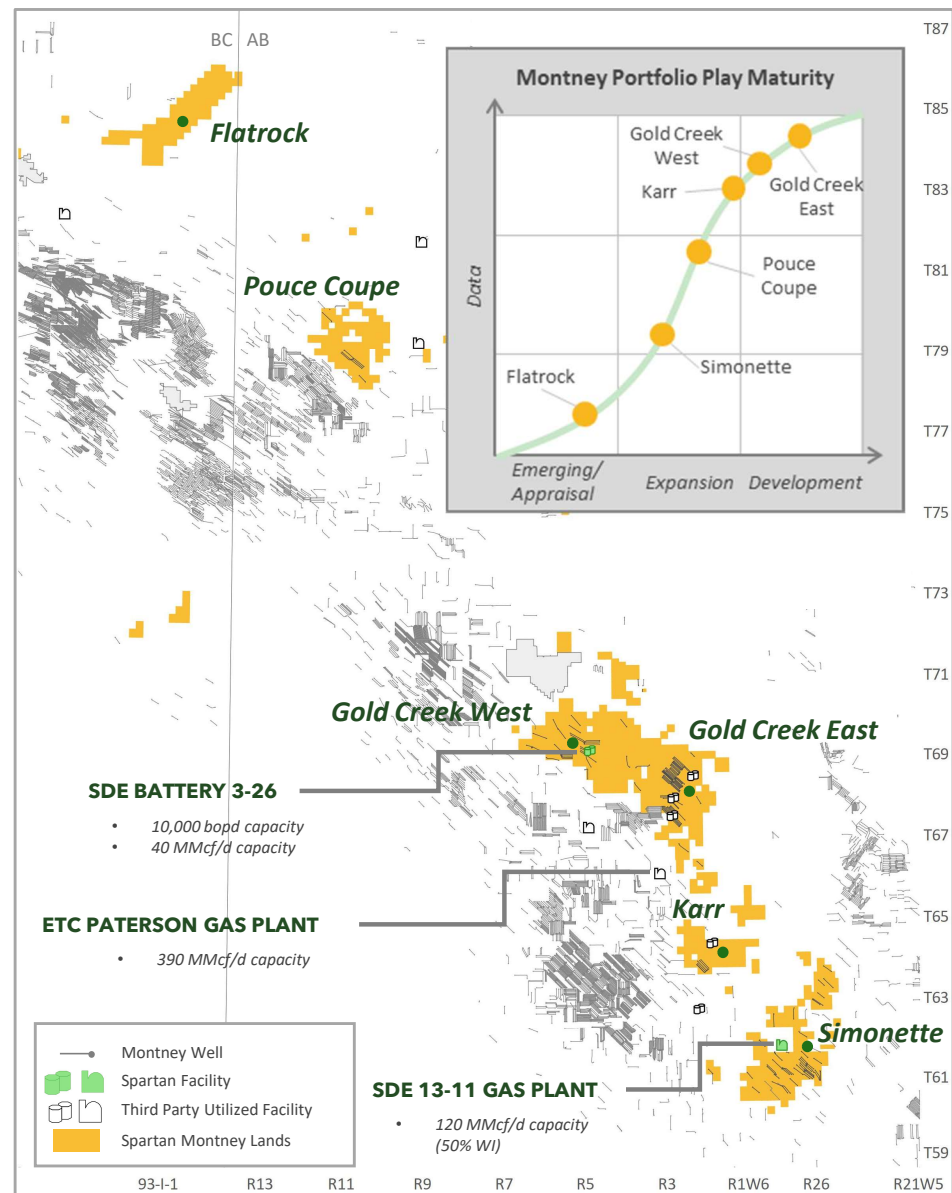 BC AB
T87
T85
T83
T81
T79
T77
T75
T73
T71
T69
T67
T65
T63
T61
T59
Flatrock
Pouce Coupe
Montney Portfolio Play Maturity
Gold Creek
West
Karr
Gold Creek
East
Pouce
Coupe
Simonette
Flatrock
Data
Emerging/
Appraisal
Expansion
Development
Gold Creek West
Gold Creek East
SDE BATTERY 3-26
• 10,000 bopd capacity
• 40 MMcf/d capacity
ETC PATERSON GAS PLANT
• 390 MMcf/d capacity
Karr
Simonette
SDE 13-11 GAS PLANT
• 120 MMcf/d capacity
(50% WI)
Montney Well
Spartan Facility
Third Party Utilized Facility
Spartan Montney Lands
93-I-1 R13 R11 R9 R7 R5 R3 R1W6 R26 R21W5